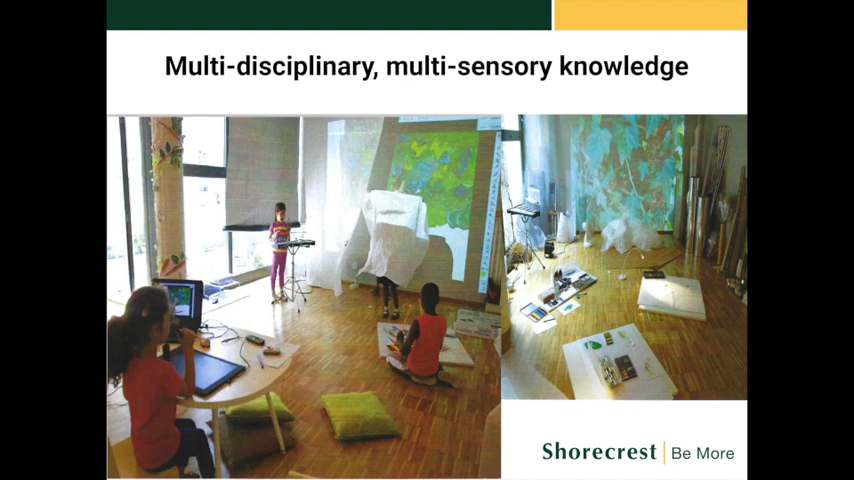 Multi-disciplinary, multi-sensory knowledge
Shorecrest | Be More